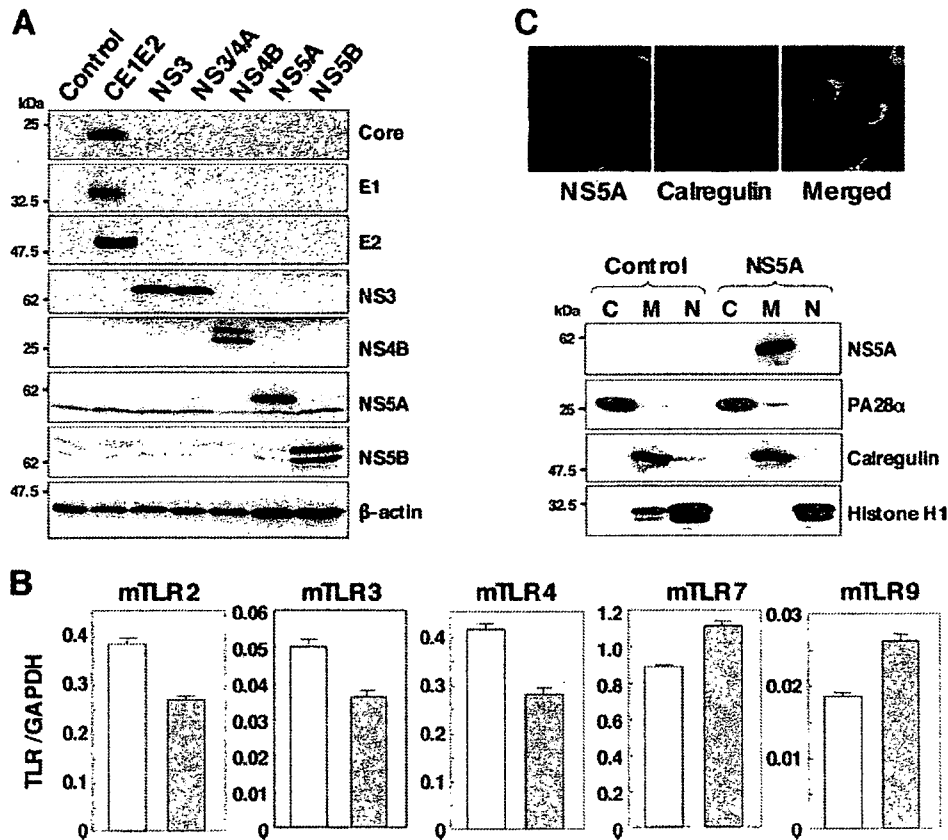 A
Control
CE1E2
NS3
NS3/4A
NS4B
NS5A
NS5B
kDa
25
Core
32.5
E1
47.5
E2
62
NS3
25
NS4B
62
NS5A
62
NS5B
47.5
β-actin
C
NS5A Calregulin Merged
Control NS5A
kDa C M N C M N
62
NS5A
25
PA28α
47.5
Calregulin
32.5
Histone H1
B
mTLR2 mTLR3 mTLR4 mTLR7 mTLR9
TLR/GAPDH
0.4
0.3
0.2
0.1
0
0.06
0.05
0.04
0.03
0.02
0.01
0
0.4
0.3
0.2
0.1
0
1.2
1.0
0.8
0.6
0.4
0.2
0
0.03
0.02
0.01
0